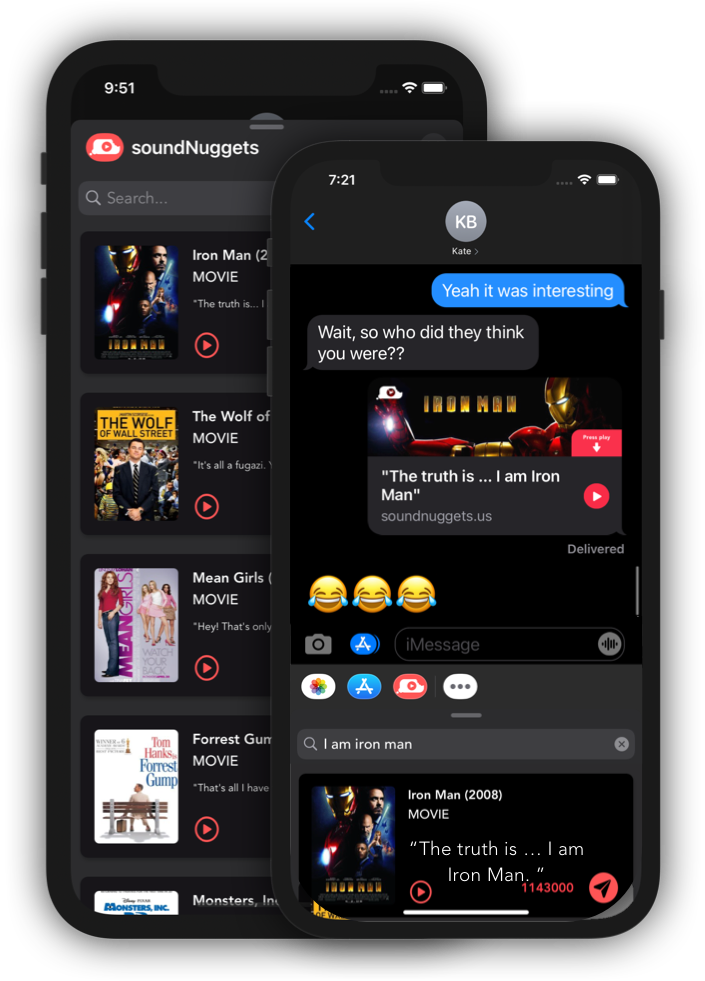 9:51
soundNuggets
Search...
Iron Man (2
MOVIE
"The truth is... I
IRON MAN
The Wolf of
MOVIE
"It's all a fugazi. Y
THE WOLF
OF WALL STREET
Mean Girls (
MOVIE
"Hey! That's only
MEAN GIRLS
WATCH
YOUR
BACK
Forrest Gum
MOVIE
"That's all I have
Tom
Hanks is
Forrest
Gump
Monsters, Inc
MONSTERS, INC.
7:21
KB
Kate
Yeah it was interesting
Wait, so who did they think
you were??
IRON MAN
Press play
"The truth is ... I am Iron
Man"
soundnuggets.us
Delivered
iMessage
I am iron man
Iron Man (2008)
MOVIE
“The truth is ... I am
Iron Man. ”
1143000
IRON MAN